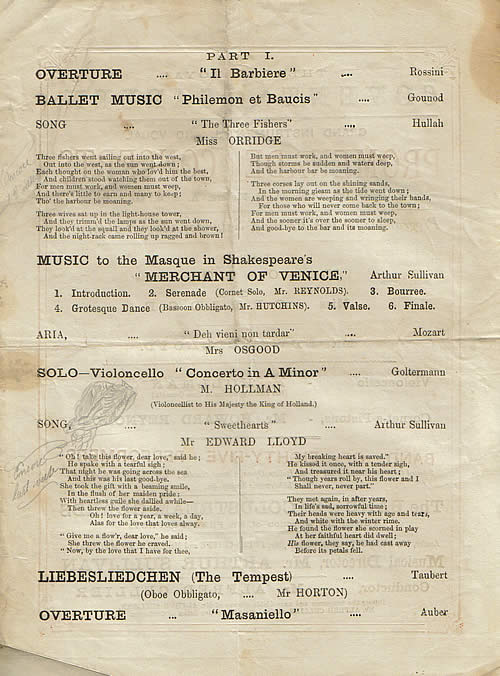 PART I.
OVERTURE .... "Il Barbiere" .... Rossini
BALLET MUSIC "Philemon et Baucis" .... Gounod
SONG .... "The Three Fishers" .... Hullah
Miss ORRIDGE
Three fishers went sailing out into the west,
Out into the west, as the sun went down;
Each thought on the woman who lov'd him the best,
And children stood watching them out of the town,
For men must work, and women must weep,
And there's little to earn and many to keep;
Tho' the harbour be moaning.
Three wives sat up in the light-house tower,
And they trimm'd the lamps as the sun went down,
They look'd at the squall and they look'd at the shower,
And the night-rack came rolling up ragged and brown!
But men must work, and women must weep,
Though storms be sudden and waters deep,
And the harbour bar be moaning.
Three corses lay out on the shining sands,
In the morning gleam as the tide went down;
And the women are weeping and wringing their hands,
For those who will never come back to the town;
For men must work, and women must weep,
And the sooner it's over the sooner to sleep,
And good-bye to the bar and its moaning.
MUSIC to the Masque in Shakespeare's
"MERCHANT OF VENICE," Arthur Sullivan
1. Introduction. 2. Serenade (Cornet Solo, Mr. REYNOLDS). 3. Bourree.
4. Grotesque Dance (Bassoon Obbligato, Mr. HUTCHINS). 5. Valse. 6. Finale.
ARIA, .... "Deh vieni non tardar" .... Mozart
Mrs OSGOOD
SOLO—Violoncello "Concerto in A Minor" .... Goltermann
M. HOLLMAN
(Violoncellist to His Majesty the King of Holland.)
SONG, .... "Sweethearts" .... Arthur Sullivan
Mr EDWARD LLOYD
"Oh! take this flower, dear love," said he;
He spake with a tearful sigh;
That night he was going across the sea
And this was his last good-bye.
She took the gift with a beaming smile,
In the flush of her maiden pride;
With heartless guile she dallied awhile—
Then threw the flower aside.
Oh! love for a year, a week, a day,
Alas for the love that loves alway.
"Give me a flow'r, dear love," he said;
She threw the flower he craved.
"Now, by the love that I have for thee,
My breaking heart is saved."
He kissed it once, with a tender sigh,
And treasured it near his heart;
"Though years roll by, this flower and I
Shall never, never part."
They met again, in after years,
In life's sad, sorrowful time;
Their heads were heavy with age and tears,
And white with the winter rime.
He found the flower she scorned in play
At her faithful heart did dwell;
His flower, they say, he had cast away
Before its petals fell.
LIEBESLIEDCHEN (The Tempest) .... Taubert
(Oboe Obbligato, .... Mr HORTON)
OVERTURE ... "Masaniello" .... Auber